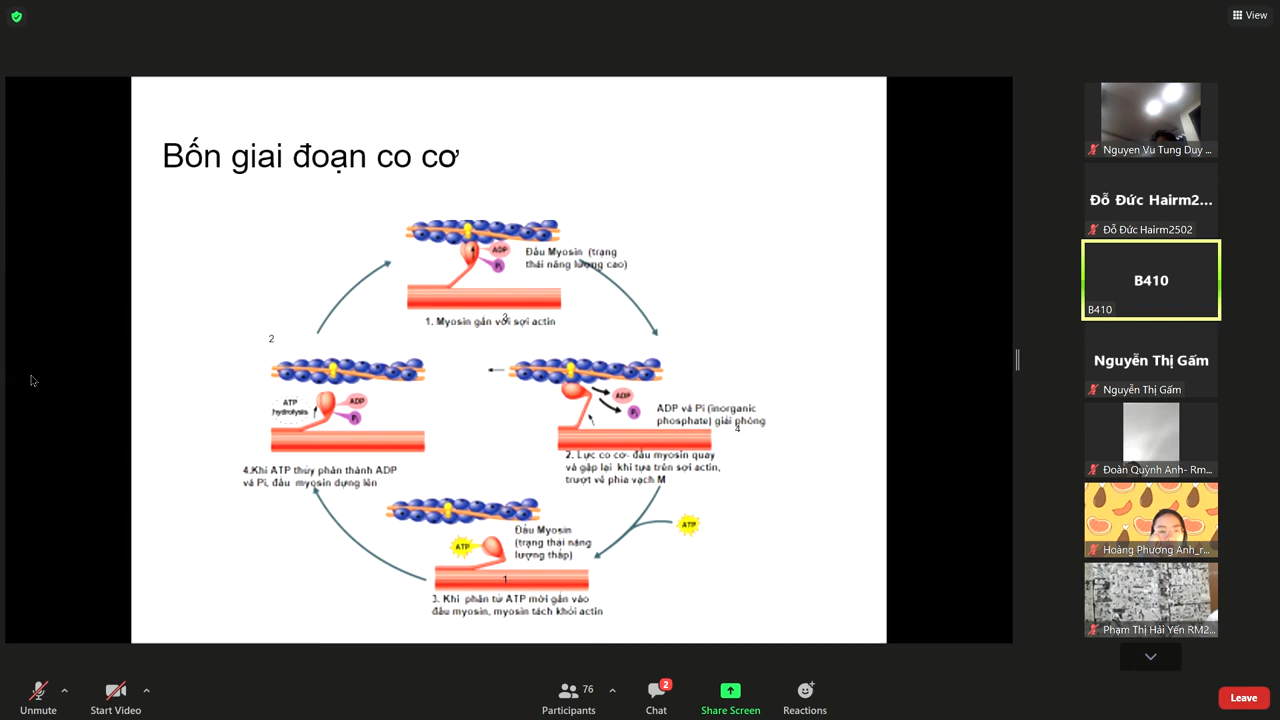 View
Bốn giai đoạn co cơ
ADP
Pi
Đầu Myosin (trạng
thái năng lượng cao)
1. Myosin gắn với sợi actin
3
2
ATP
hydrolysis
ADP
Pi
4.Khi ATP thủy phân thành ADP
và Pi, đầu myosin dựng lên
ADP
Pi
ADP và Pi (inorganic
phosphate) giải phóng
4
2. Lực co cơ- đầu myosin quay
và gập lại khi tựa trên sợi actin,
trượt về phía vạch M
ATP
ATP
Đầu Myosin
(trạng thái năng
lượng thấp)
1
3. Khi phân tử ATP mới gắn vào
đầu myosin, myosin tách khỏi actin
Nguyen Vu Tung Duy ...
Đỗ Đức Hairm2...
Đỗ Đức Hairm2502
B410
B410
Nguyễn Thị Gấm
Nguyễn Thị Gấm
Đoàn Quỳnh Anh- Rm...
Hoàng Phương Anh_r...
Phạm Thị Hải Yến RM2...
Unmute
Start Video
Participants
76
Chat
2
Share Screen
Reactions
Leave